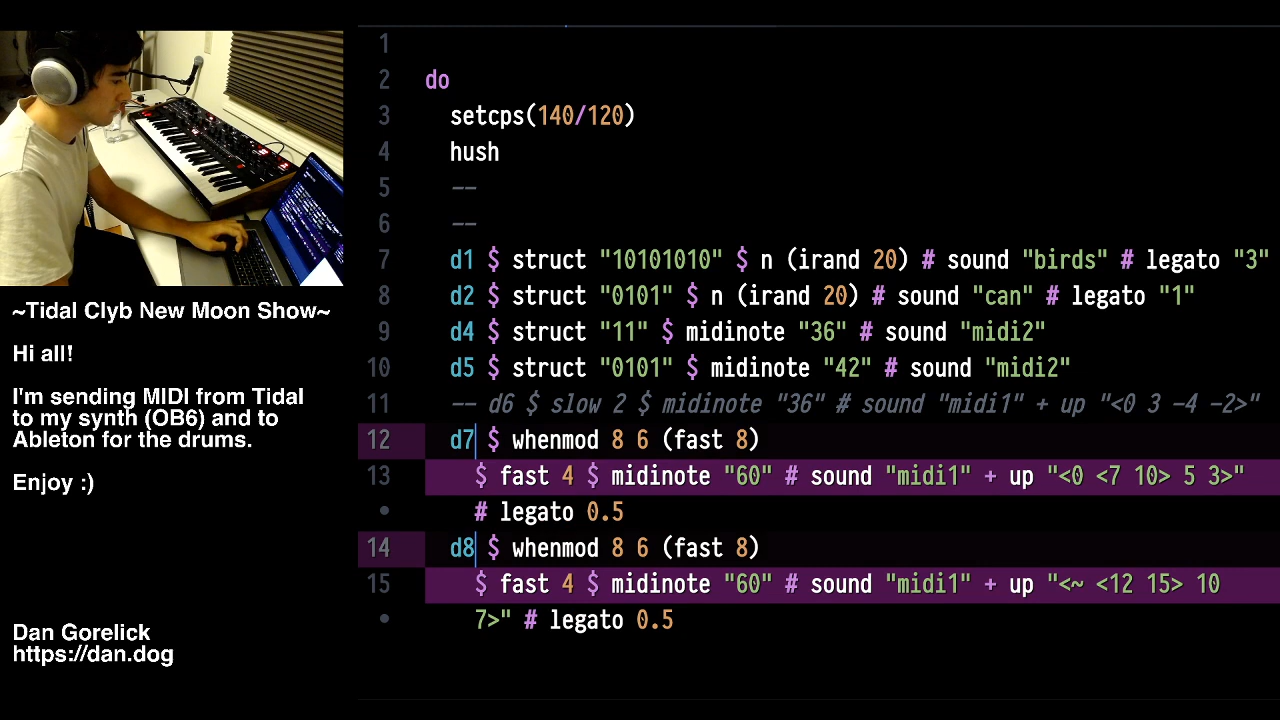 ~Tidal Clyb New Moon Show~
Hi all!
I'm sending MIDI from Tidal
to my synth (OB6) and to
Ableton for the drums.
Enjoy :)
Dan Gorelick
https://dan.dog
1
2 do
3 setcps(140/120)
4 hush
5 --
6 --
7 d1 $ struct "10101010" $ n (irand 20) # sound "birds" # legato "3"
8 d2 $ struct "0101" $ n (irand 20) # sound "can" # legato "1"
9 d4 $ struct "11" $ midinote "36" # sound "midi2"
10 d5 $ struct "0101" $ midinote "42" # sound "midi2"
11 -- d6 $ slow 2 $ midinote "36" # sound "midi1" + up "<0 3 -4 -2>"
12 d7 $ whenmod 8 6 (fast 8)
13 $ fast 4 $ midinote "60" # sound "midi1" + up "<0 <7 10> 5 3>"
• # legato 0.5
14 d8 $ whenmod 8 6 (fast 8)
15 $ fast 4 $ midinote "60" # sound "midi1" + up "<~ <12 15> 10
• 7>" # legato 0.5